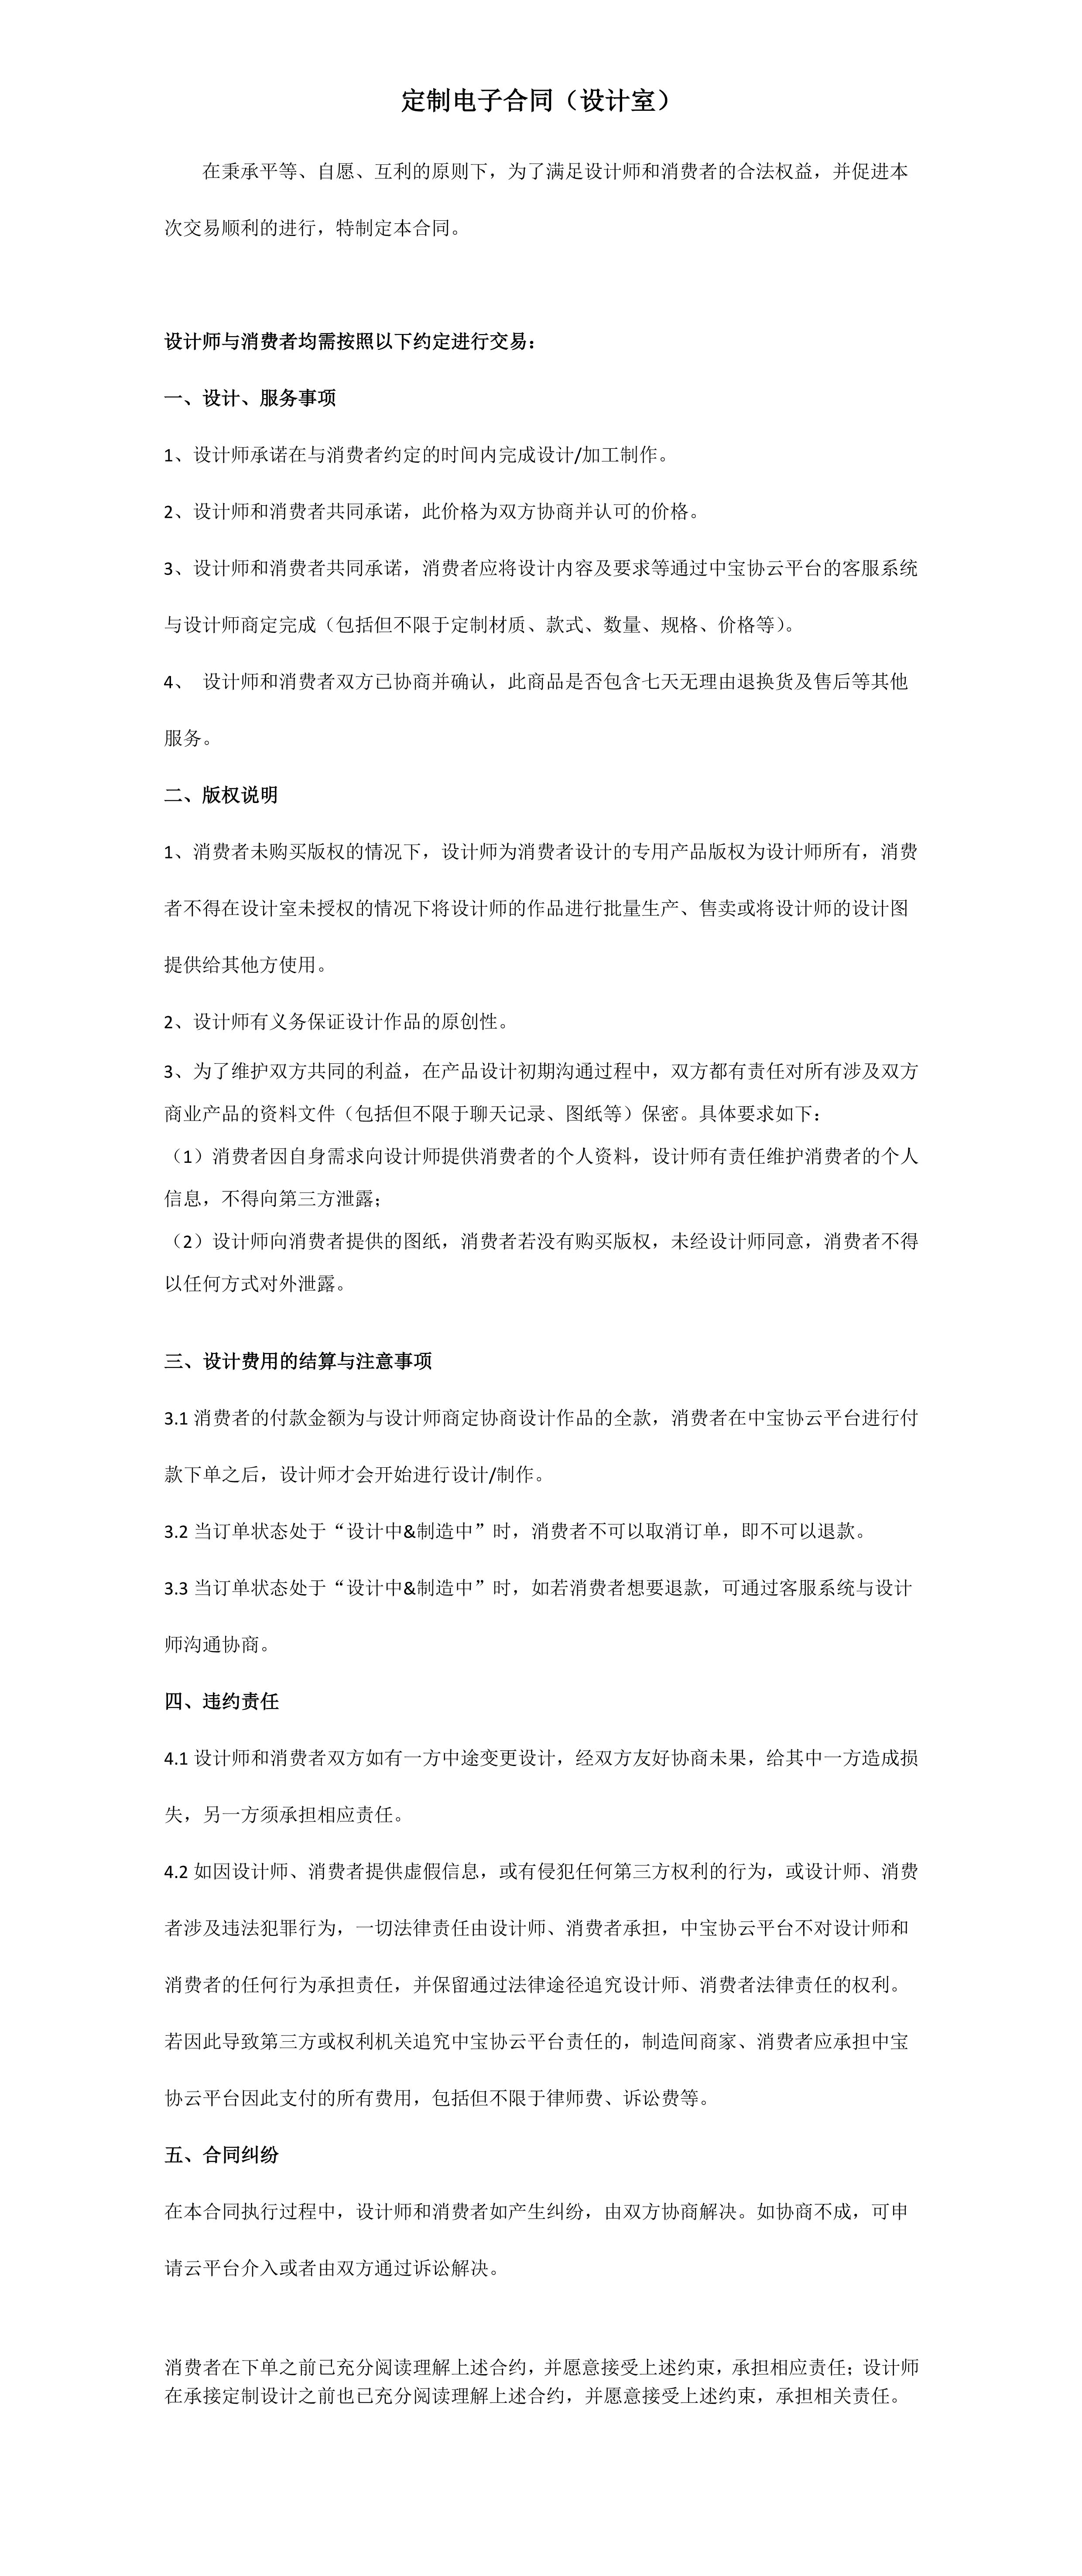 定制电子合同（设计室）
在秉承平等、自愿、互利的原则下，为了满足设计师和消费者的合法权益，并促进本
次交易顺利的进行，特制定本合同。
设计师与消费者均需按照以下约定进行交易：
一、设计、服务事项
1、设计师承诺在与消费者约定的时间内完成设计/加工制作。
2、设计师和消费者共同承诺，此价格为双方协商并认可的价格。
3、设计师和消费者共同承诺，消费者应将设计内容及要求等通过中宝协云平台的客服系统
与设计师商定完成（包括但不限于定制材质、款式、数量、规格、价格等）。
4、 设计师和消费者双方已协商并确认，此商品是否包含七天无理由退换货及售后等其他
服务。
二、版权说明
1、消费者未购买版权的情况下，设计师为消费者设计的专用产品版权为设计师所有，消费
者不得在设计室未授权的情况下将设计师的作品进行批量生产、售卖或将设计师的设计图
提供给其他方使用。
2、设计师有义务保证设计作品的原创性。
3、为了维护双方共同的利益，在产品设计初期沟通过程中，双方都有责任对所有涉及双方
商业产品的资料文件（包括但不限于聊天记录、图纸等）保密。具体要求如下：
（1）消费者因自身需求向设计师提供消费者的个人资料，设计师有责任维护消费者的个人
信息，不得向第三方泄露；
（2）设计师向消费者提供的图纸，消费者若没有购买版权，未经设计师同意，消费者不得
以任何方式对外泄露。
三、设计费用的结算与注意事项
3.1 消费者的付款金额为与设计师商定协商设计作品的全款，消费者在中宝协云平台进行付
款下单之后，设计师才会开始进行设计/制作。
3.2 当订单状态处于“设计中&制造中”时，消费者不可以取消订单，即不可以退款。
3.3 当订单状态处于“设计中&制造中”时，如若消费者想要退款，可通过客服系统与设计
师沟通协商。
四、违约责任
4.1 设计师和消费者双方如有一方中途变更设计，经双方友好协商未果，给其中一方造成损
失，另一方须承担相应责任。
4.2 如因设计师、消费者提供虚假信息，或有侵犯任何第三方权利的行为，或设计师、消费
者涉及违法犯罪行为，一切法律责任由设计师、消费者承担，中宝协云平台不对设计师和
消费者的任何行为承担责任，并保留通过法律途径追究设计师、消费者法律责任的权利。
若因此导致第三方或权利机关追究中宝协云平台责任的，制造间商家、消费者应承担中宝
协云平台因此支付的所有费用，包括但不限于律师费、诉讼费等。
五、合同纠纷
在本合同执行过程中，设计师和消费者如产生纠纷，由双方协商解决。如协商不成，可申
请云平台介入或者由双方通过诉讼解决。
消费者在下单之前已充分阅读理解上述合约，并愿意接受上述约束，承担相应责任；设计师
在承接定制设计之前也已充分阅读理解上述合约，并愿意接受上述约束，承担相关责任。